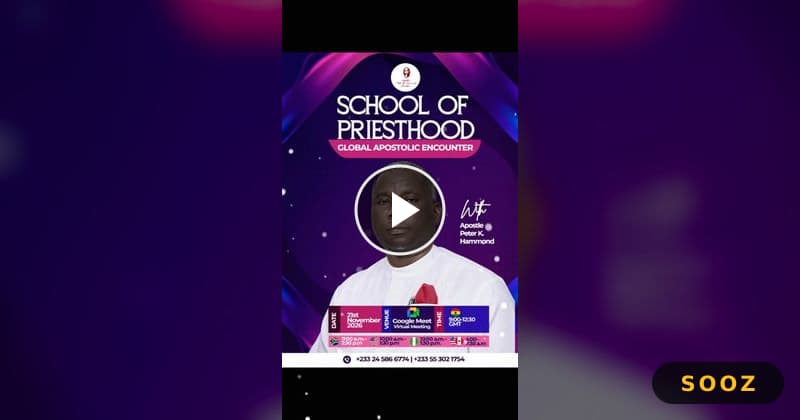 SCHOOL OF
PRIESTHOOD
GLOBAL APOSTOLIC ENCOUNTER
With
Apostle
Peter K.
Hammond
DATE
21st
November
2026
VENUE
Google Meet
Virtual Meeting
TIME
9:00-12:30
GMT
+233 24 586 6774 | +233 55 302 1754
SOOZ